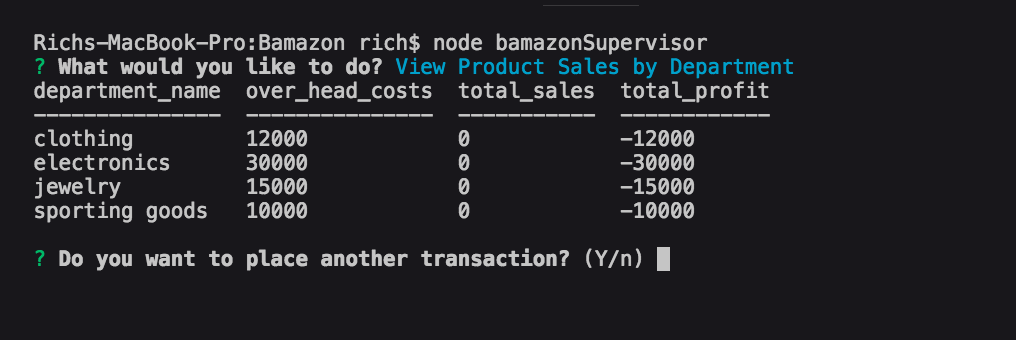 Richs-MacBook-Pro:Bamazon rich$ node bamazonSupervisor
? What would you like to do? View Product Sales by Department
department_name  over_head_costs  total_sales  total_profit
---------------  ---------------  -----------  ------------
clothing         12000            0            -12000
electronics      30000            0            -30000
jewelry          15000            0            -15000
sporting goods   10000            0            -10000
? Do you want to place another transaction? (Y/n)